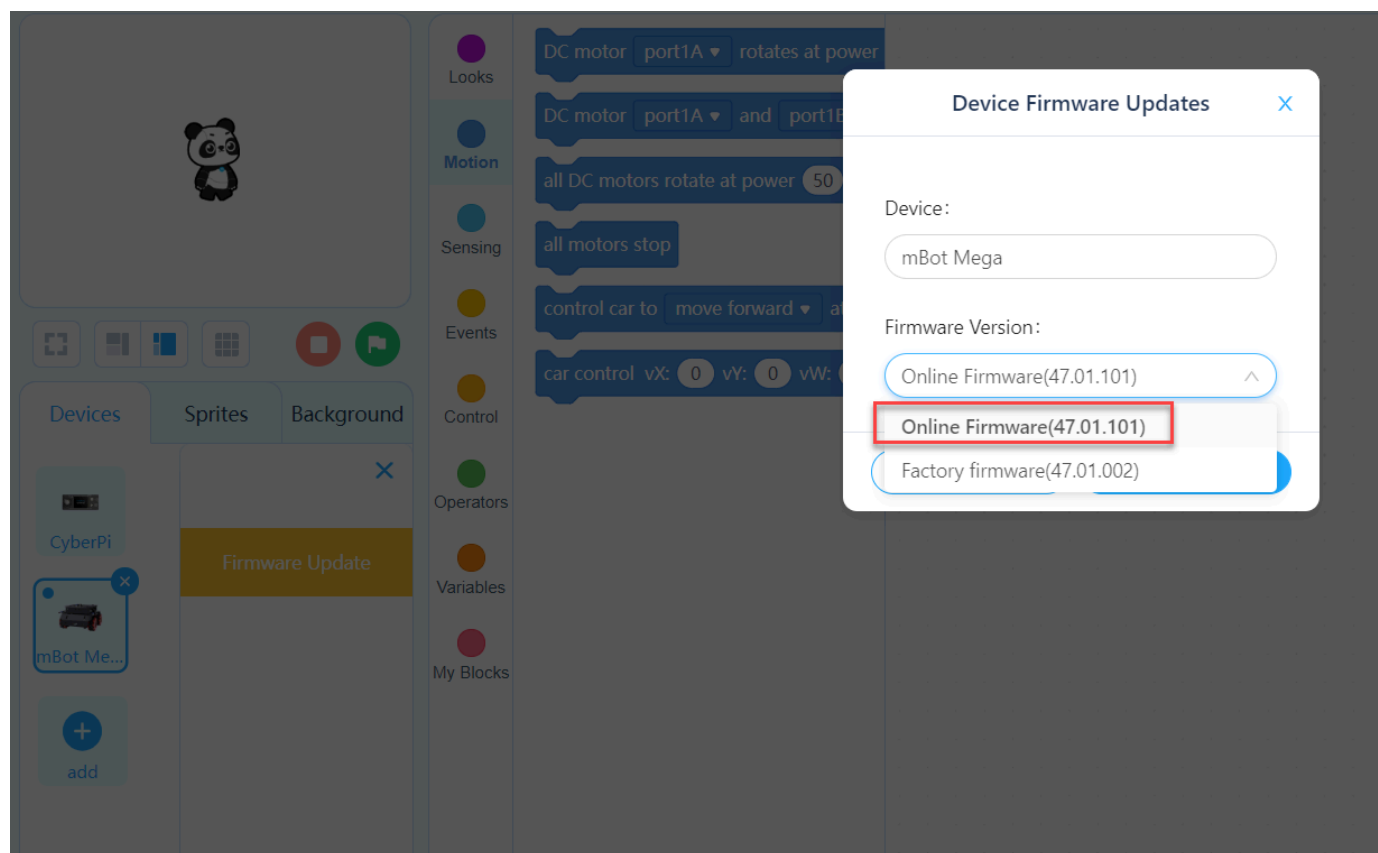 Looks
Motion
Sensing
Events
Control
Operators
Variables
My Blocks
DC motor port1A rotates at power
DC motor port1A and port1B
all DC motors rotate at power 50
all motors stop
control car to move forward
car control vX: 0 vY: 0 vW:
Devices
Sprites
Background
CyberPi
mBot Me...
add
Firmware Update
Device Firmware Updates
Device:
mBot Mega
Firmware Version:
Online Firmware(47.01.101)
Online Firmware(47.01.101)
Factory firmware(47.01.002)